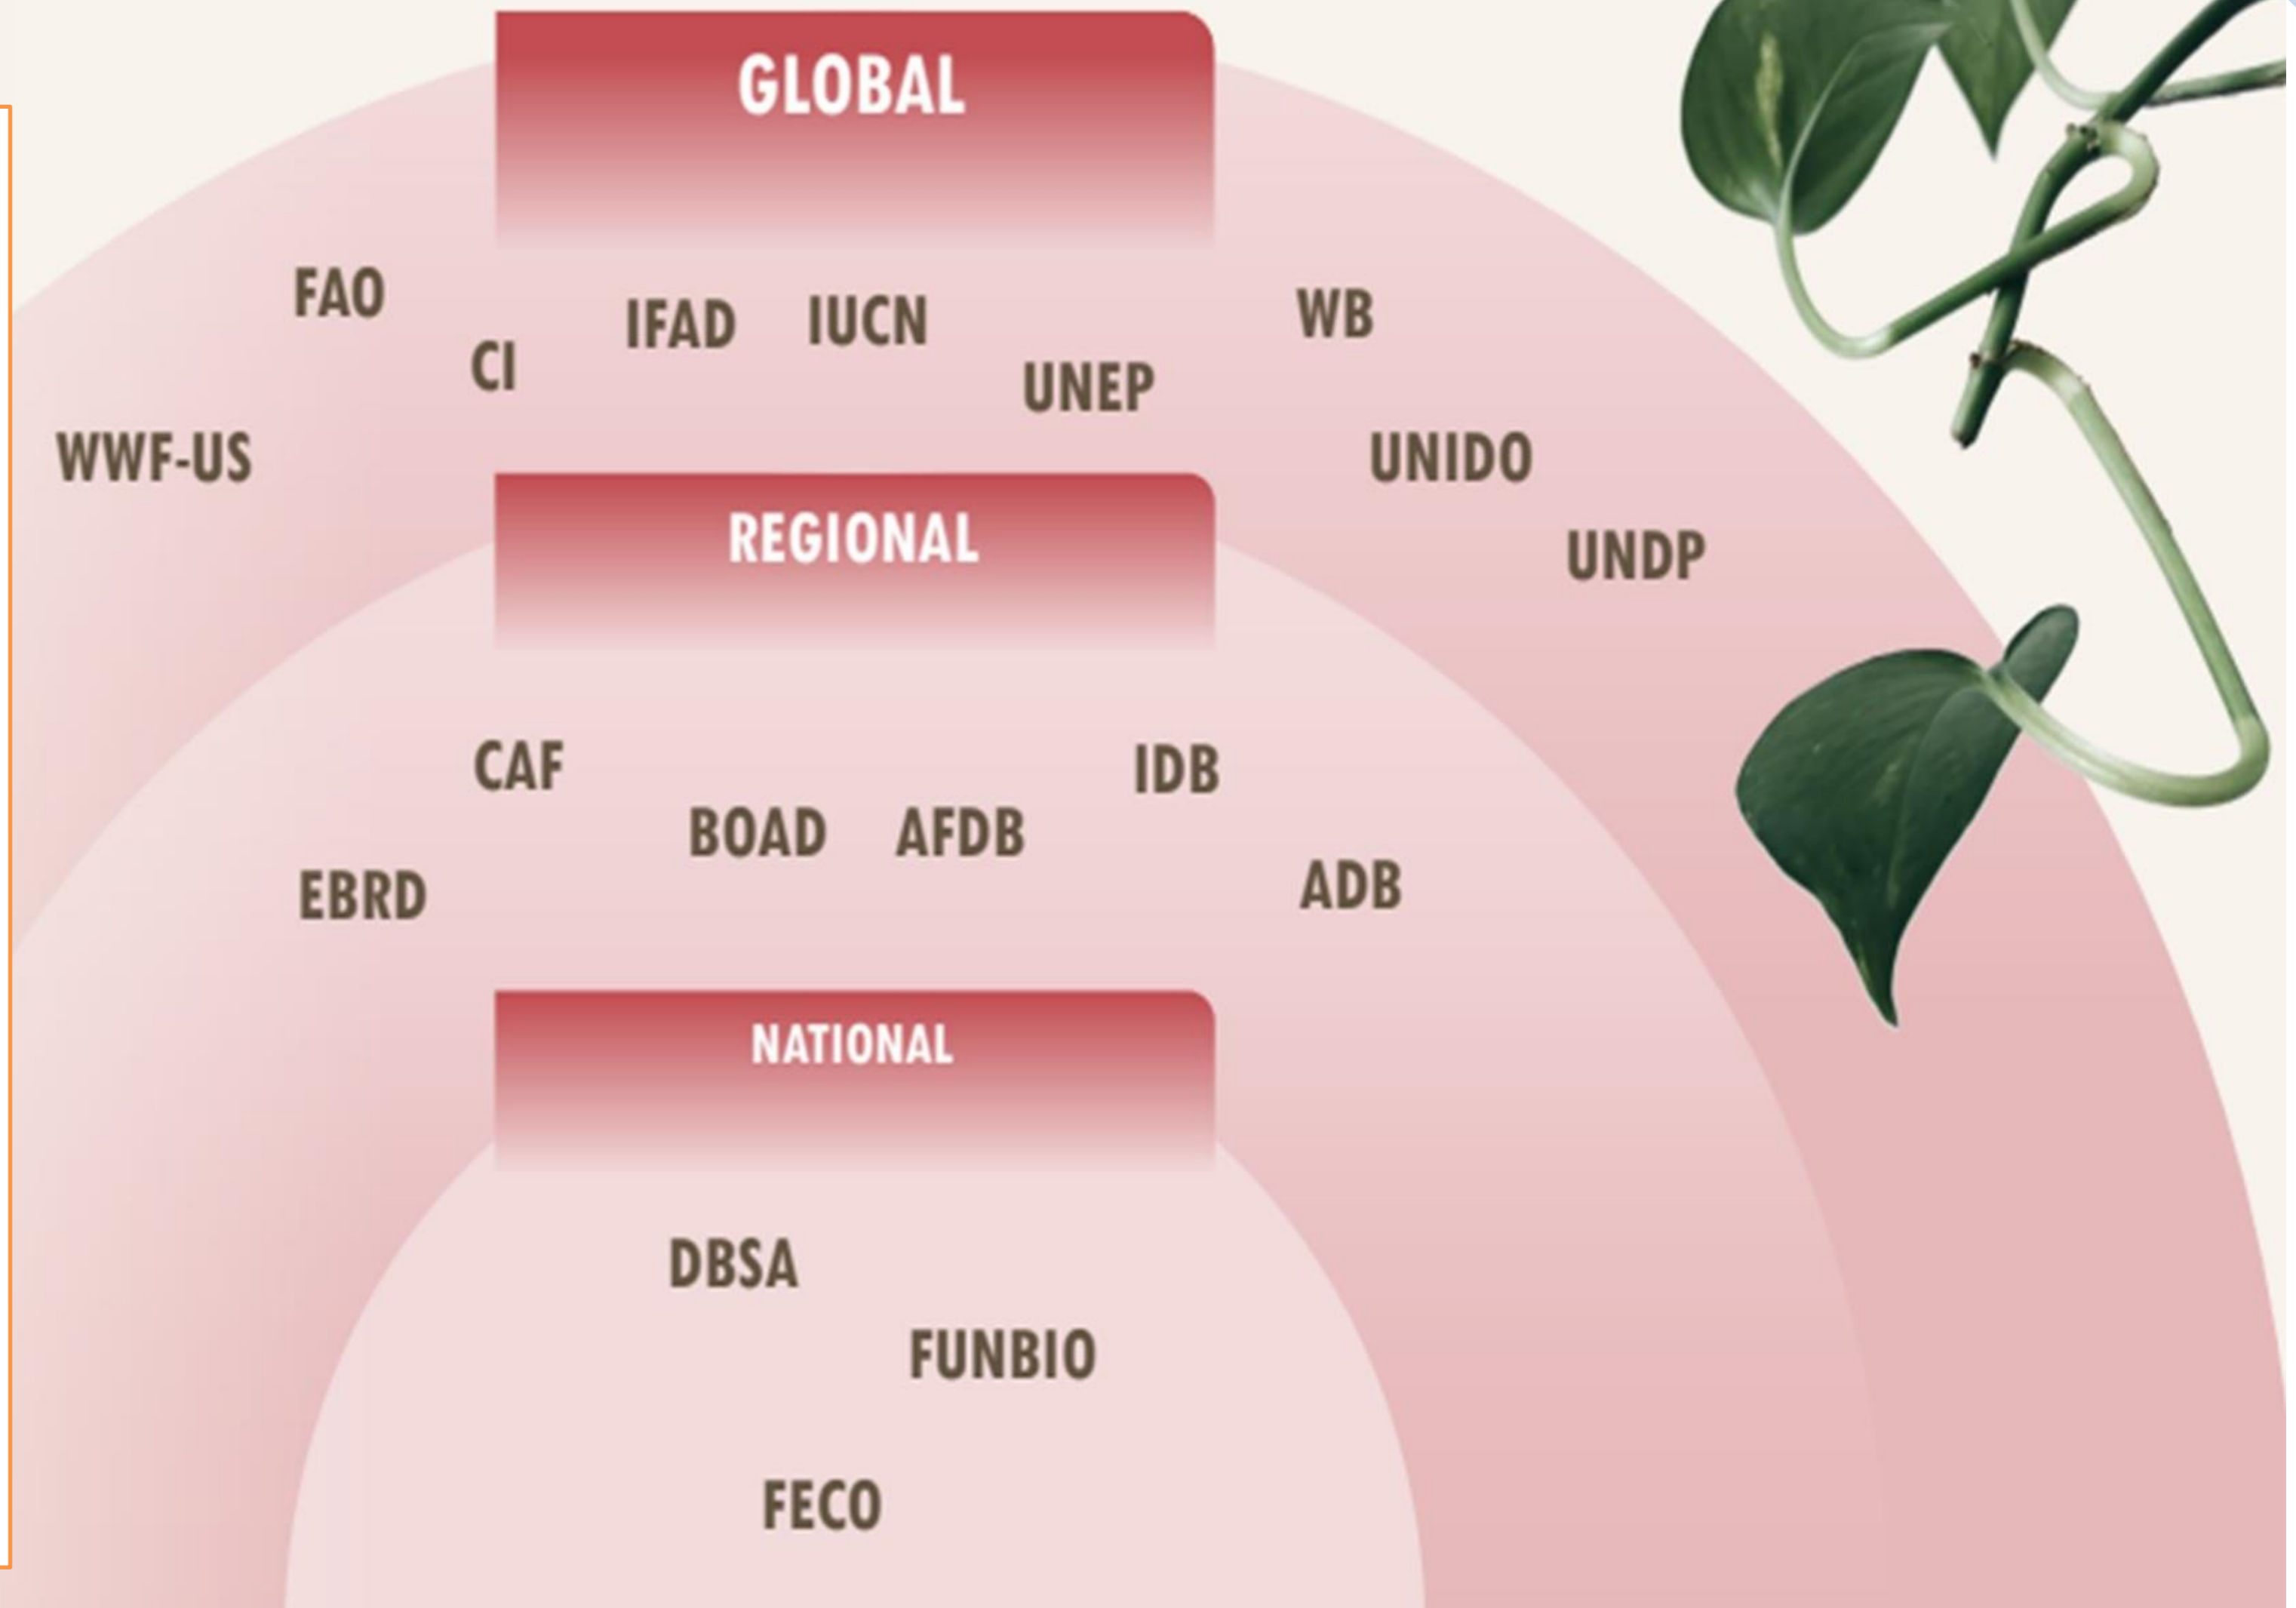 GLOBAL
FAO
CI
IFAD
IUCN
UNEP
WB
WWF-US
UNIDO
UNDP
REGIONAL
CAF
BOAD
AFDB
IDB
EBRD
ADB
NATIONAL
DBSA
FUNBIO
FECO